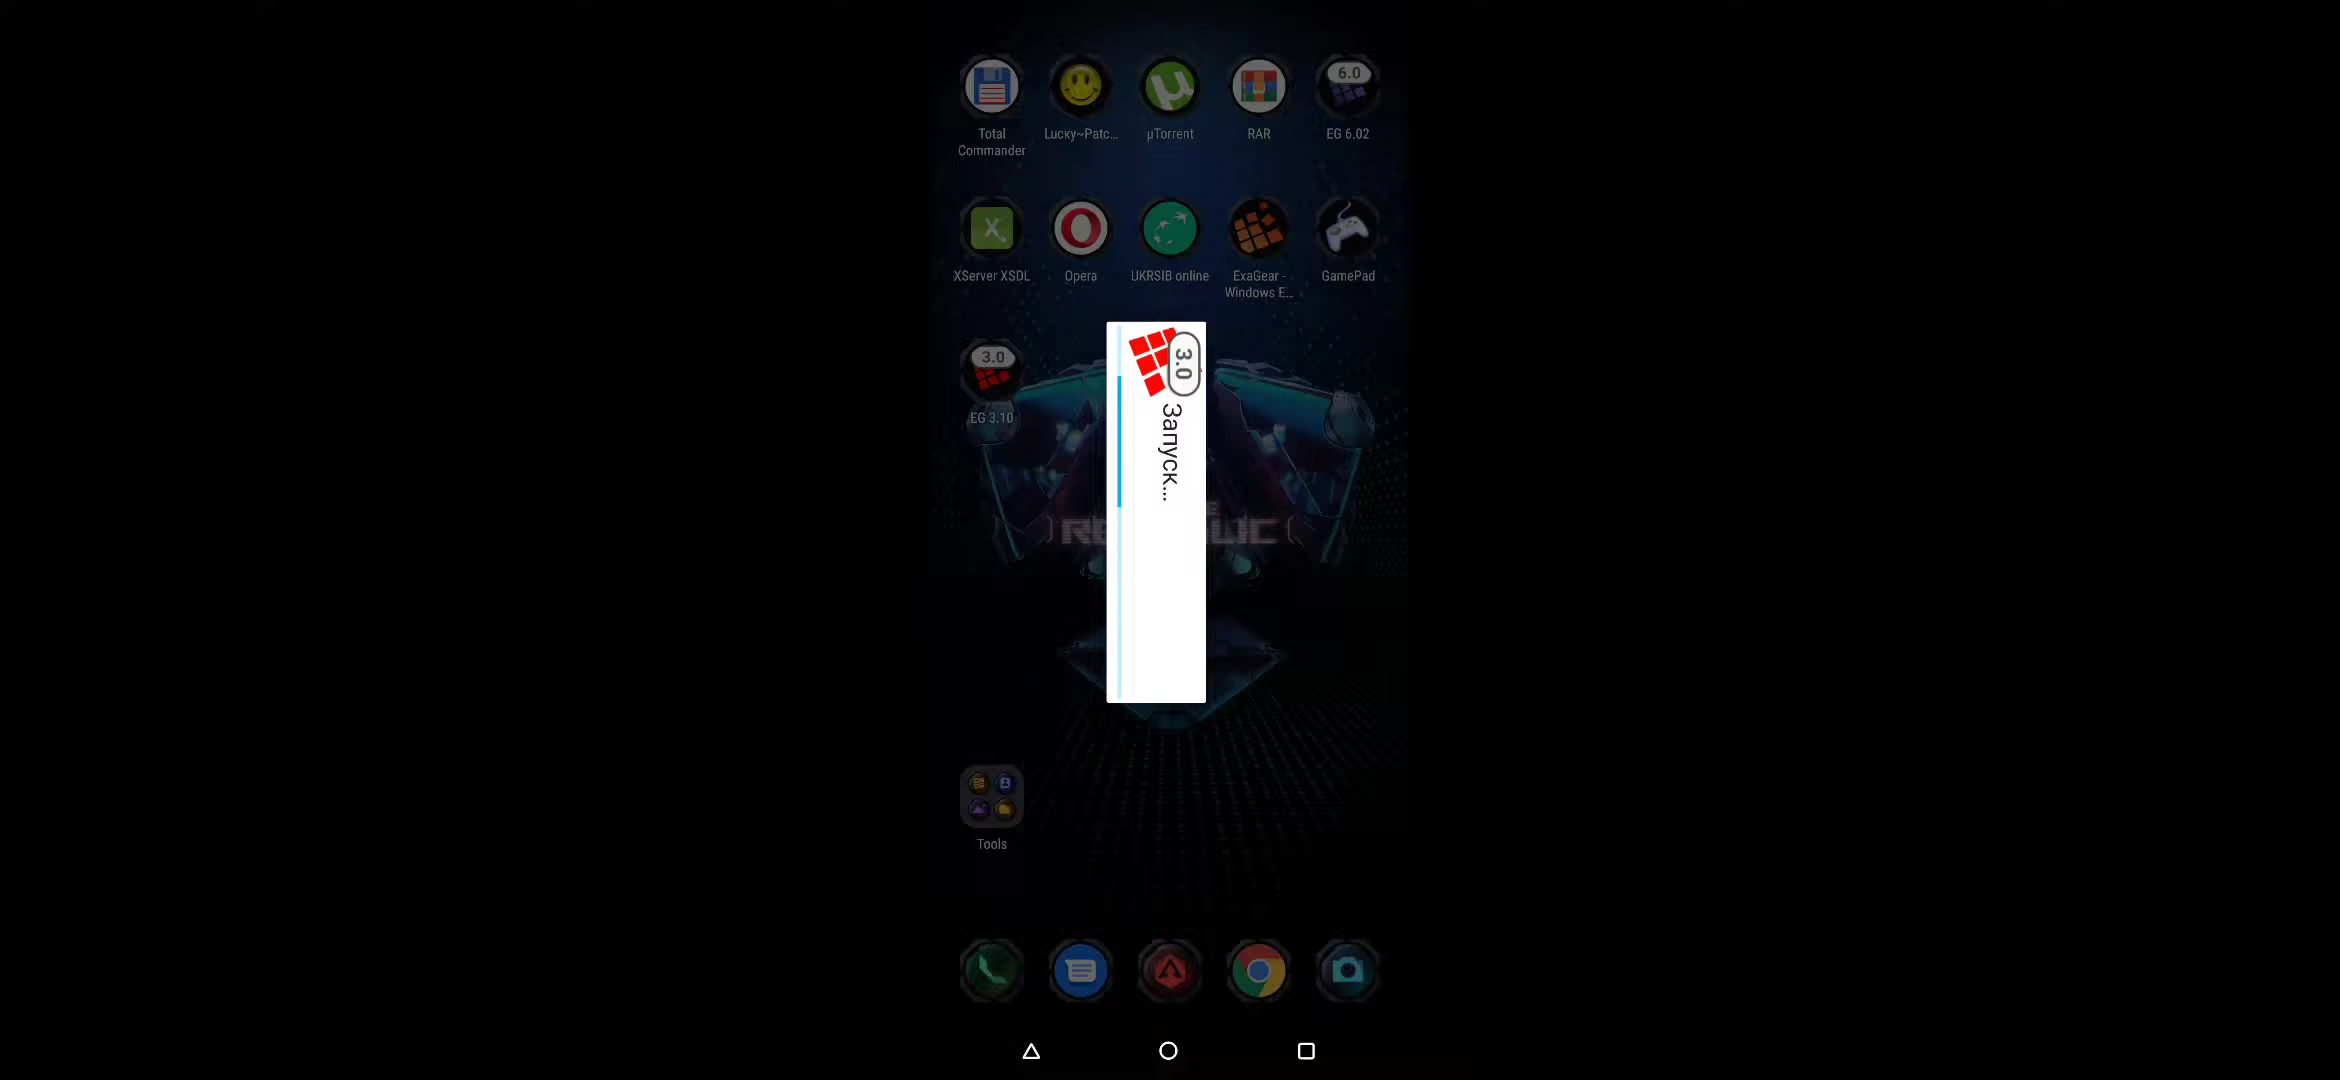 6.0
Total
Commander
Lucky~Patc...
µTorrent
RAR
EG 6.02
XServer XSDL
Opera
UKRSIB online
ExaGear -
Windows E...
GamePad
3.0
EG 3.10
3.0
Запуск...
Tools